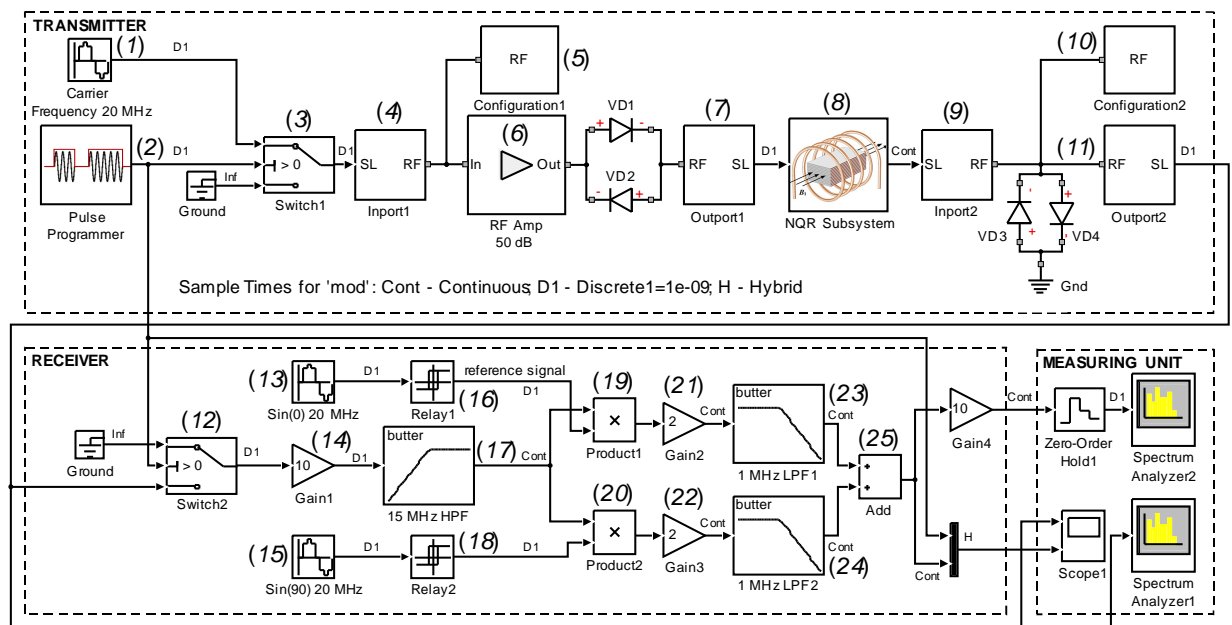 TRANSMITTER
(1)
D1
Carrier
Frequency 20 MHz
(2)
D1
Pulse
Programmer
Inf
Ground
(3)
> 0
D1
Switch1
(4)
SL
RF
Inport1
RF
(5)
Configuration1
In
(6)
Out
RF Amp
50 dB
VD1
+
-
VD2
-
+
(7)
RF
SL
D1
Outport1
(8)
B1
Cont
NQR Subsystem
(9)
SL
RF
Inport2
(10)
RF
Configuration2
(11)
RF
SL
D1
Outport2
-
+
VD3
+
-
VD4
Gnd
Sample Times for 'mod': Cont - Continuous; D1 - Discrete1=1e-09; H - Hybrid
RECEIVER
(13)
D1
Sin(0) 20 MHz
Relay1
(16)
reference signal
D1
(12)
Inf
Ground
> 0
D1
Switch2
(14)
10
D1
Gain1
butter
15 MHz HPF
(17)
Cont
(15)
D1
Sin(90) 20 MHz
Relay2
(18)
D1
(19)
×
Product1
(20)
×
Product2
(21)
2
Cont
Gain2
(22)
2
Cont
Gain3
butter
(23)
Cont
1 MHz LPF1
butter
Cont
(24)
1 MHz LPF2
(25)
+
+
Add
10
Cont
Gain4
H
Cont
MEASURING UNIT
D1
Zero-Order
Hold1
Spectrum
Analyzer2
Scope1
Spectrum
Analyzer1